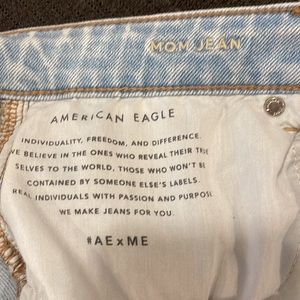 MOM JEAN
AMERICAN EAGLE
INDIVIDUALITY, FREEDOM, AND DIFFERENCE.
WE BELIEVE IN THE ONES WHO REVEAL THEIR TRUE
SELVES TO THE WORLD, THOSE WHO WON'T BE
CONTAINED BY SOMEONE ELSE'S LABELS.
REAL INDIVIDUALS WITH PASSION AND PURPOSE
WE MAKE JEANS FOR YOU.
#AExME